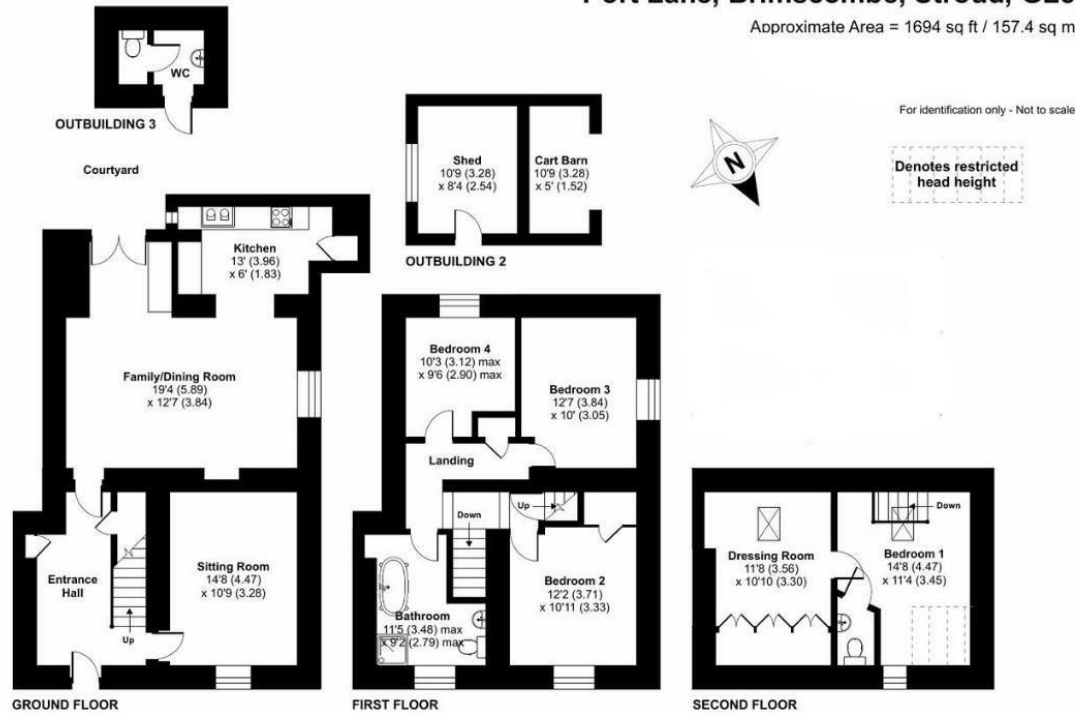 Approximate Area = 1694 sq ft / 157.4 sq m
For identification only - Not to scale
N
Denotes restricted
head height
WC
OUTBUILDING 3
Courtyard
Shed
10'9 (3.28)
x 8'4 (2.54)
Cart Barn
10'9 (3.28)
x 5' (1.52)
OUTBUILDING 2
Kitchen
13' (3.96)
x 6' (1.83)
Family/Dining Room
19'4 (5.89)
x 12'7 (3.84)
Entrance
Hall
Up
Sitting Room
14'8 (4.47)
x 10'9 (3.28)
GROUND FLOOR
Bedroom 4
10'3 (3.12) max
x 9'6 (2.90) max
Bedroom 3
12'7 (3.84)
x 10' (3.05)
Landing
Down
Up
Bedroom 2
12'2 (3.71)
x 10'11 (3.33)
Bathroom
11'5 (3.48) max
x 9'2 (2.79) max
FIRST FLOOR
Dressing Room
11'8 (3.56)
x 10'10 (3.30)
Down
Bedroom 1
14'8 (4.47)
x 11'4 (3.45)
SECOND FLOOR